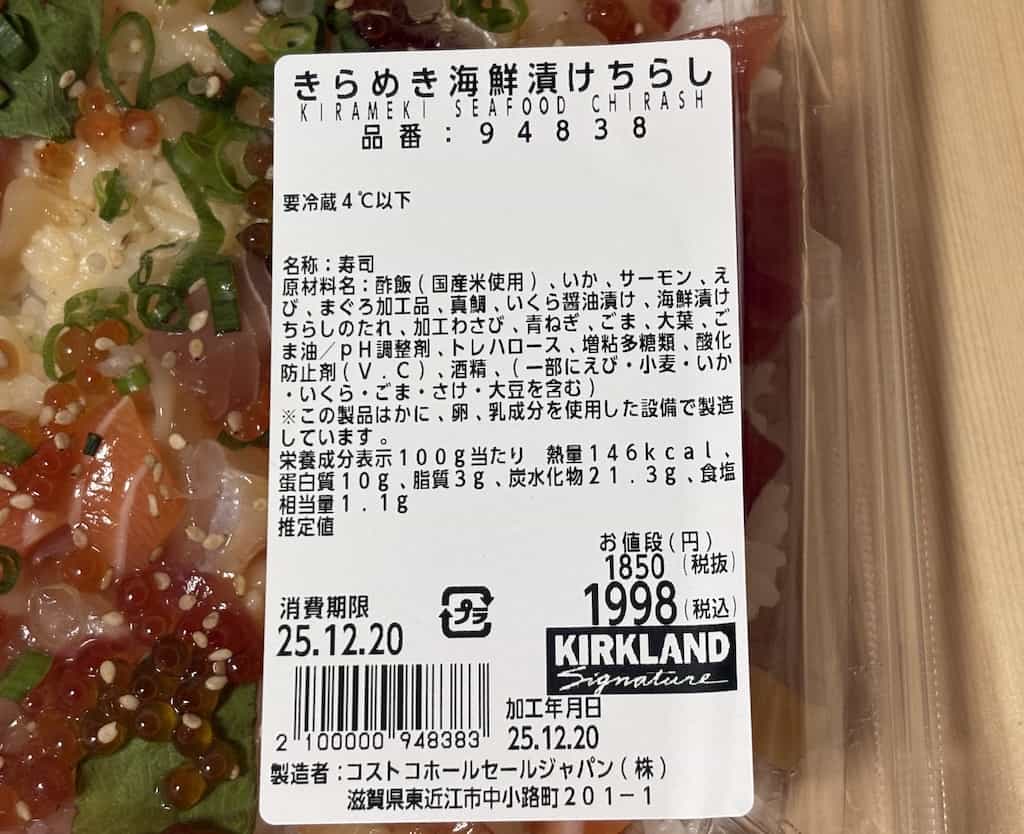 きらめき海鮮漬けちらし
KIRAMEKI SEAFOOD CHIRASH
品番:94838
要冷蔵4℃以下
名称:寿司
原材料名:酢飯(国産米使用)、いか、サーモン、え
び、まぐろ加工品、真鯛、いくら醤油漬け、海鮮漬け
ちらしのたれ、加工わさび、青ねぎ、ごま、大葉、ご
ま油/pH調整剤、トレハロース、増粘多糖類、酸化
防止剤(V.C)、酒精、(一部にえび・小麦・いか
・いくら・ごま・さけ・大豆を含む)
※この製品はかに、卵、乳成分を使用した設備で製造
しています。
栄養成分表示100g当たり 熱量146kcal、
蛋白質10g、脂質3g、炭水化物21.3g、食塩
相当量1.1g
推定値
お値段(円)
1850(税抜)
1998(税込)
消費期限
プラ
25.12.20
KIRKLAND
Signature
加工年月日
25.12.20
2 100000 948383
製造者:コストコホールセールジャパン(株)
滋賀県東近江市中小路町201-1